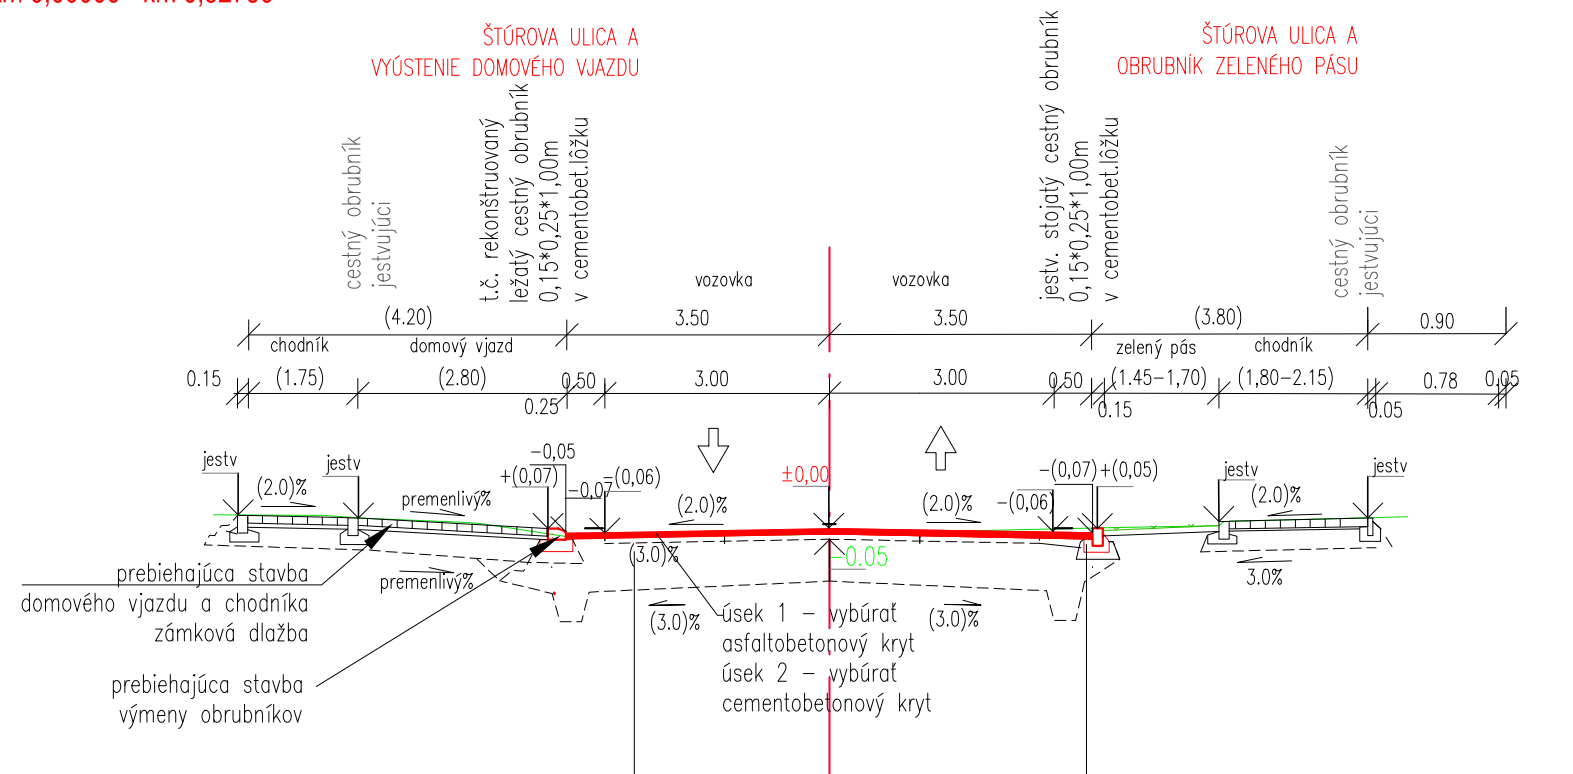 ŠTÚROVA ULICA A
VYÚSTENIE DOMOVÉHO VJAZDU
ŠTÚROVA ULICA A
OBRUBNÍK ZELENÉHO PÁSU
cestný obrubník
jestvujúci
t.č. rekonštruovaný
ležatý cestný obrubník
0,15*0,25*1,00m
v cementobet.lôžku
jestv. stojatý cestný obrubník
0,15*0,25*1,00m
v cementobet.lôžku
cestný obrubník
jestvujúci
vozovka
vozovka
(4.20)
3.50
3.50
(3.80)
0.90
chodník
domový vjazd
zelený pás
chodník
0.15
(1.75)
(2.80)
0.50
3.00
3.00
0.50
(1.45-1,70)
(1,80-2.15)
0.78
0.05
0.25
0.15
0.05
jestv
jestv
-0,05
+(0,07)
-0,07
-(0,06)
±0,00
-(0,07)
+(0,05)
-(0,06)
jestv
jestv
(2.0)%
premenlivý%
(2.0)%
(2.0)%
(2.0)%
(3.0)%
-0.05
premenlivý%
3.0%
(3.0)%
(3.0)%
prebiehajúca stavba
domového vjazdu a chodníka
zámková dlažba
prebiehajúca stavba
výmeny obrubníkov
úsek 1 - vybúrať
asfaltobetonový kryt
úsek 2 - vybúrať
cementobetonový kryt